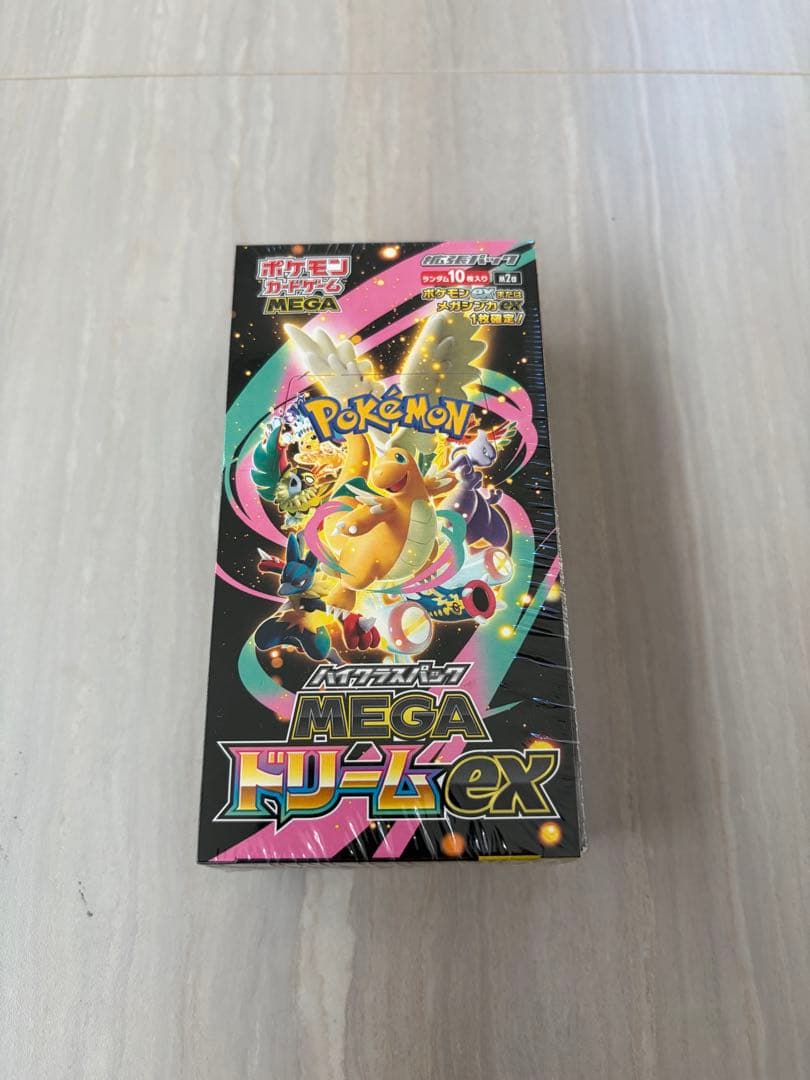 ポケモン
カードゲーム
MEGA
拡張パック
ランダム10枚入り 第2版
ポケモンexまたは
メガシンカex
1枚確定!
POKéMON
ハイクラスパック
MEGA
ドリームex